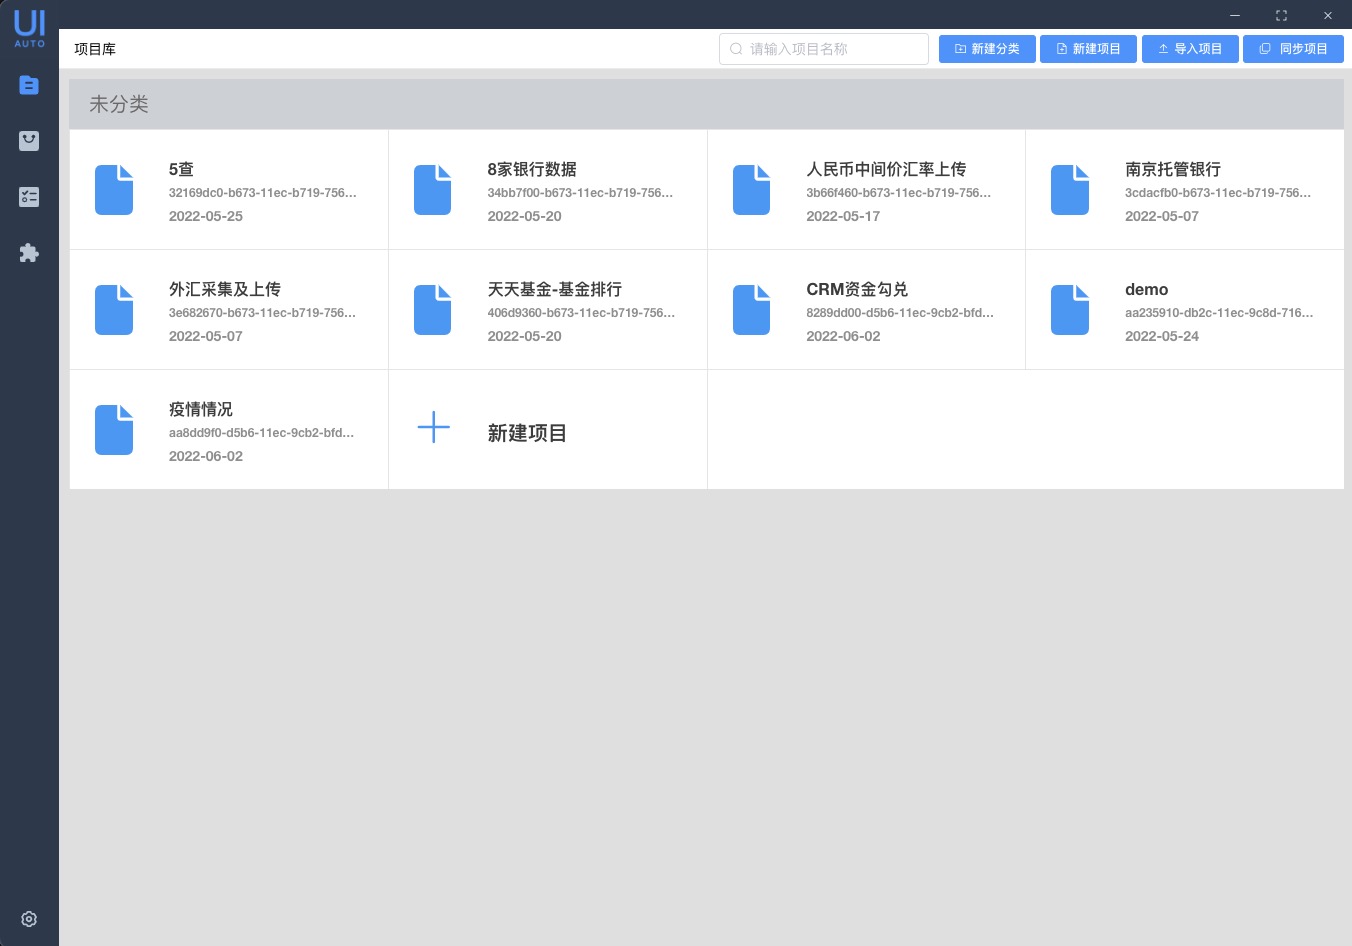 UI
AUTO
项目库
请输入项目名称
新建分类
新建项目
导入项目
同步项目
未分类
5查
32169dc0-b673-11ec-b719-756...
2022-05-25
8家银行数据
34bb7f00-b673-11ec-b719-756...
2022-05-20
人民币中间价汇率上传
3b66f460-b673-11ec-b719-756...
2022-05-17
南京托管银行
3cdacfb0-b673-11ec-b719-756...
2022-05-07
外汇采集及上传
3e682670-b673-11ec-b719-756...
2022-05-07
天天基金-基金排行
406d9360-b673-11ec-b719-756...
2022-05-20
CRM资金勾兑
8289dd00-d5b6-11ec-9cb2-bfd...
2022-06-02
demo
aa235910-db2c-11ec-9c8d-716...
2022-05-24
疫情情况
aa8dd9f0-d5b6-11ec-9cb2-bfd...
2022-06-02
新建项目